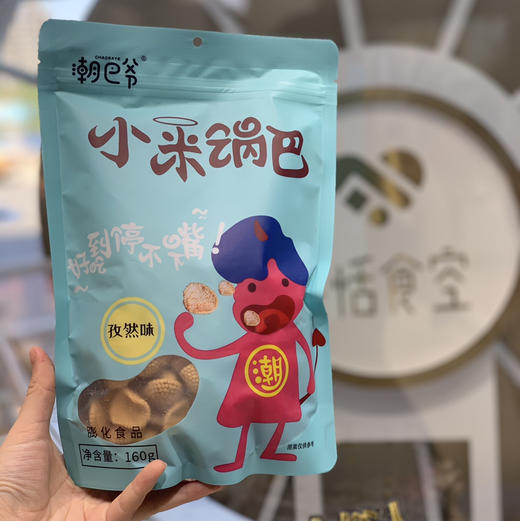 潮巴爷®
CHAOBAYE
小米锅巴
好吃到停不下嘴!
孜然味
潮
膨化食品
净含量: 160g
图案仅供参考
恬食空